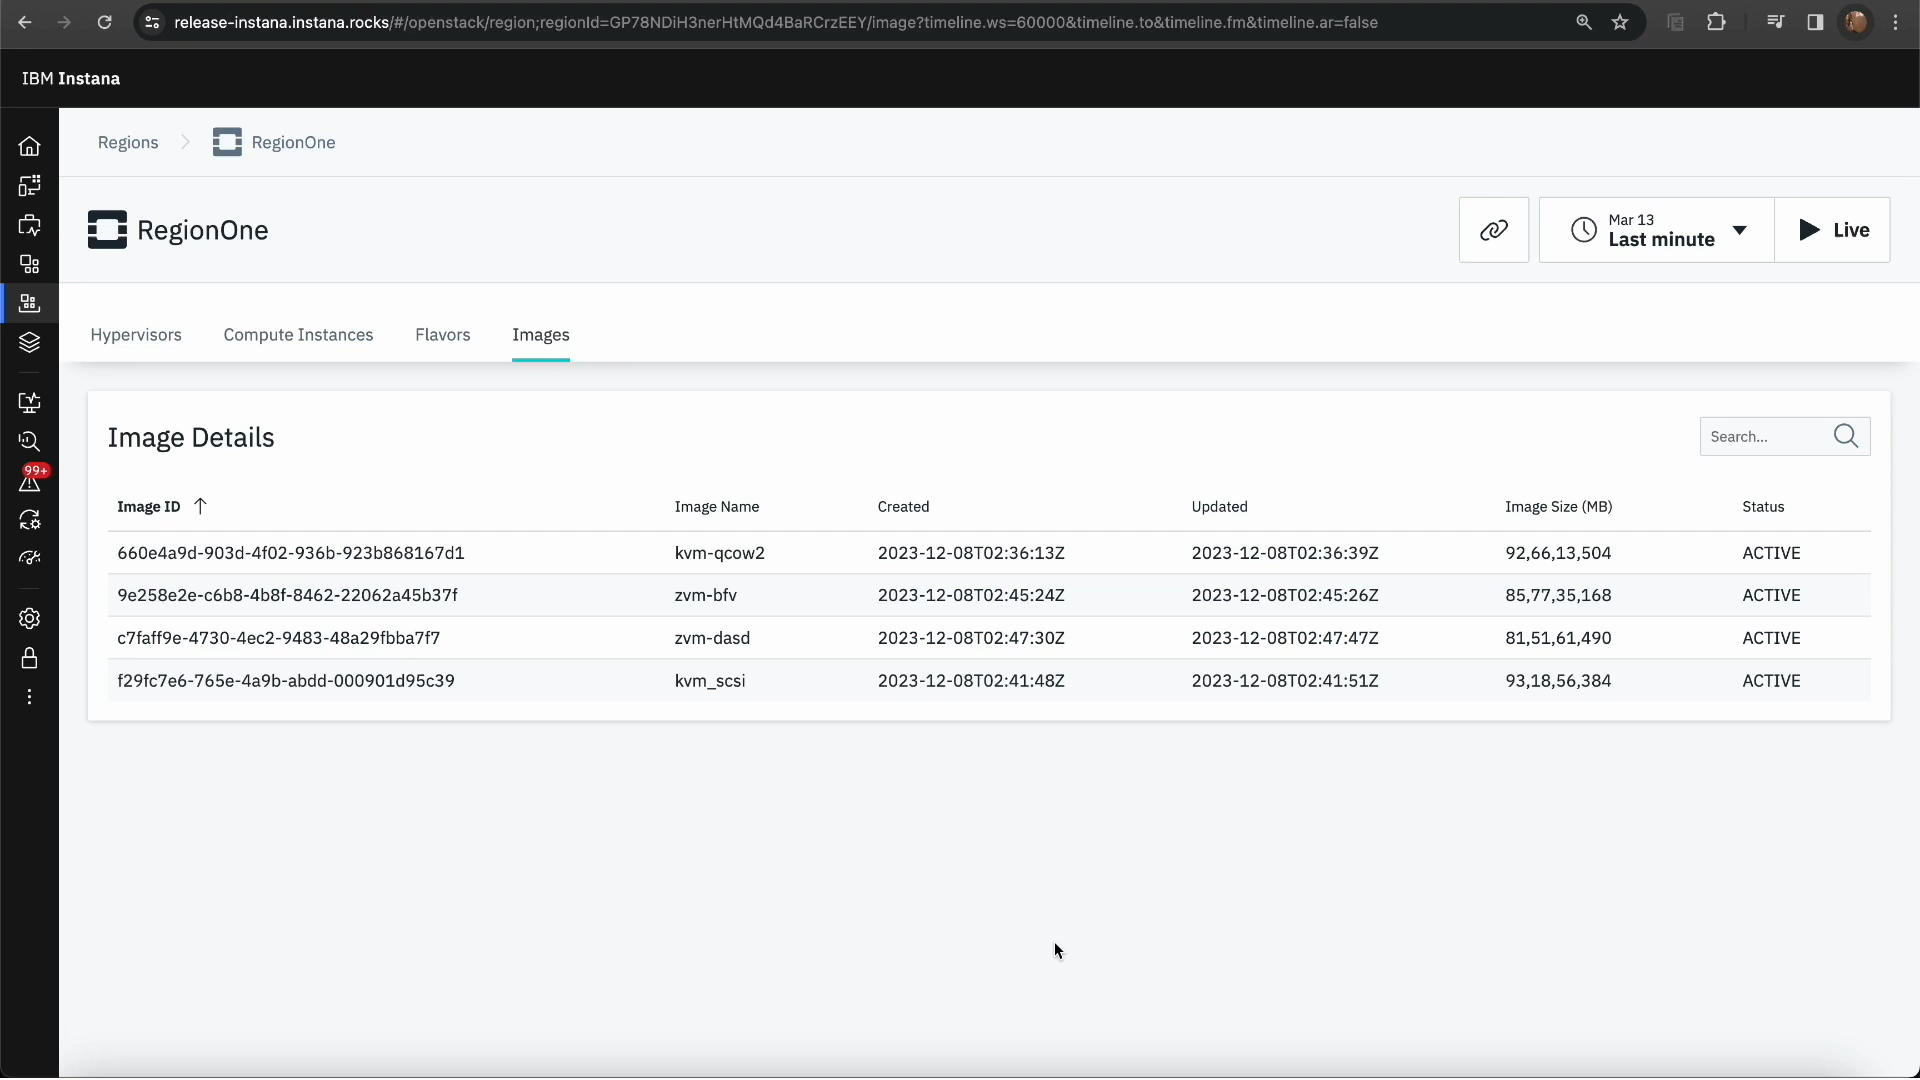 release-instana.instana.rocks/#/openstack/region;regionId=GP78NDiH3nerHtMQd4BaRCrzEEY/image?timeline.ws=60000&timeline.to&timeline.fm&timeline.ar=false
IBM Instana
Regions RegionOne
RegionOne
Mar 13
Last minute
Live
Hypervisors Compute Instances Flavors Images
Image Details
Search...
99+
Image ID Image Name Created Updated Image Size (MB) Status
660e4a9d-903d-4f02-936b-923b868167d1 kvm-qcow2 2023-12-08T02:36:13Z 2023-12-08T02:36:39Z 92,66,13,504 ACTIVE
9e258e2e-c6b8-4b8f-8462-22062a45b37f zvm-bfv 2023-12-08T02:45:24Z 2023-12-08T02:45:26Z 85,77,35,168 ACTIVE
c7faff9e-4730-4ec2-9483-48a29fbba7f7 zvm-dasd 2023-12-08T02:47:30Z 2023-12-08T02:47:47Z 81,51,61,490 ACTIVE
f29fc7e6-765e-4a9b-abdd-000901d95c39 kvm_scsi 2023-12-08T02:41:48Z 2023-12-08T02:41:51Z 93,18,56,384 ACTIVE